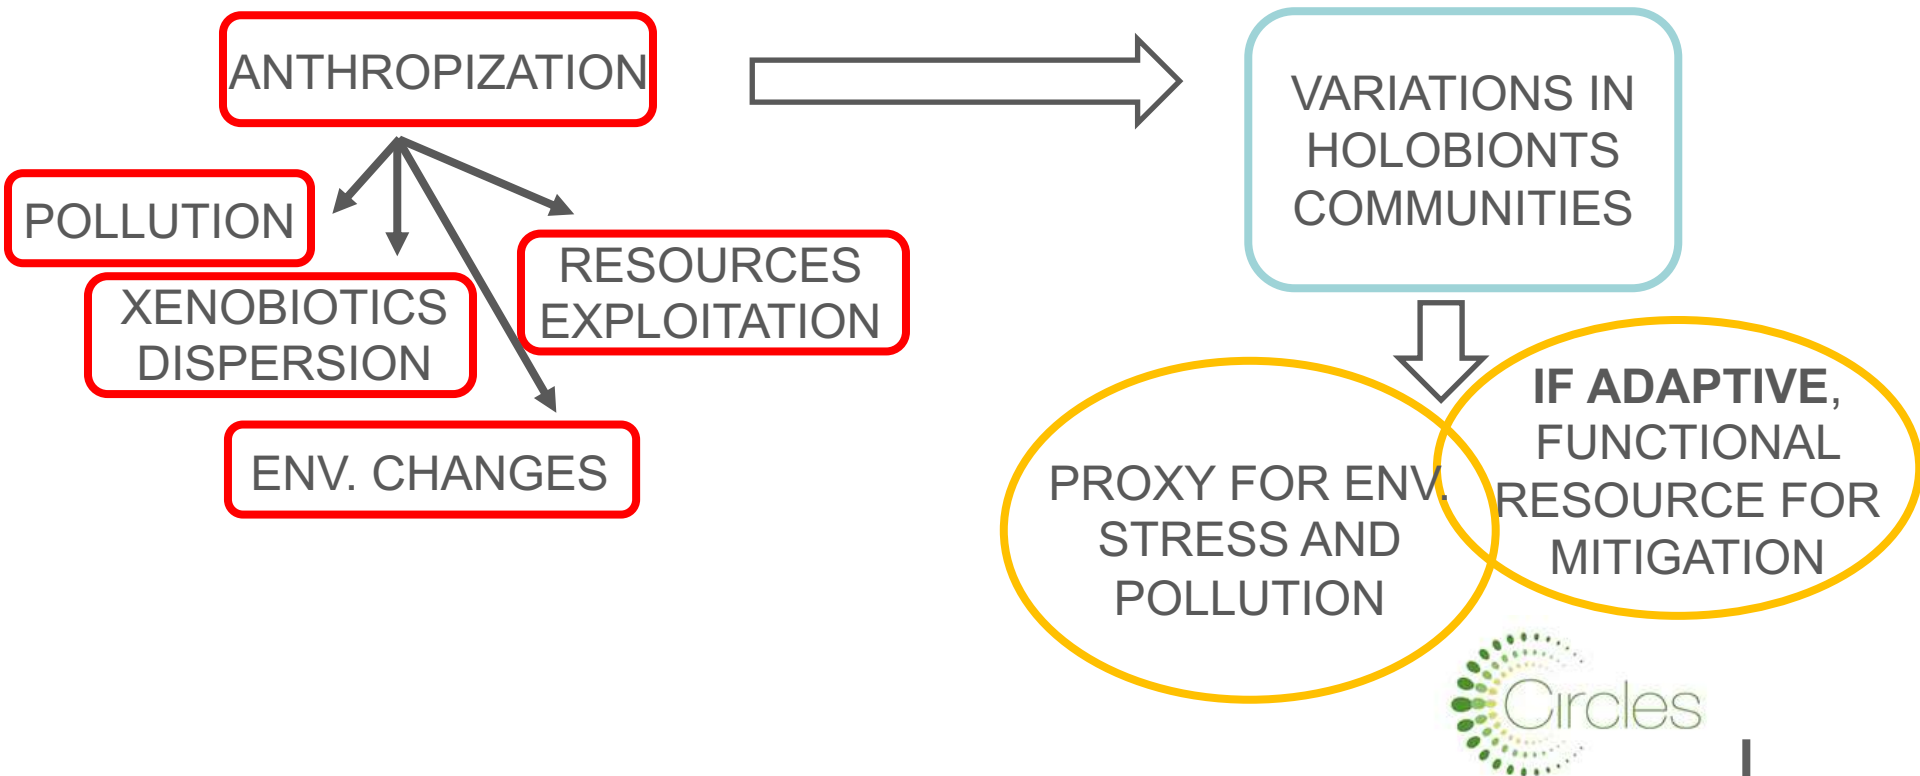 ANTHROPIZATION
POLLUTION
XENOBIOTICS
DISPERSION
RESOURCES
EXPLOITATION
ENV. CHANGES
VARIATIONS IN
HOLOBIONTS
COMMUNITIES
PROXY FOR ENV.
STRESS AND
POLLUTION
IF ADAPTIVE,
FUNCTIONAL
RESOURCE FOR
MITIGATION
Circles